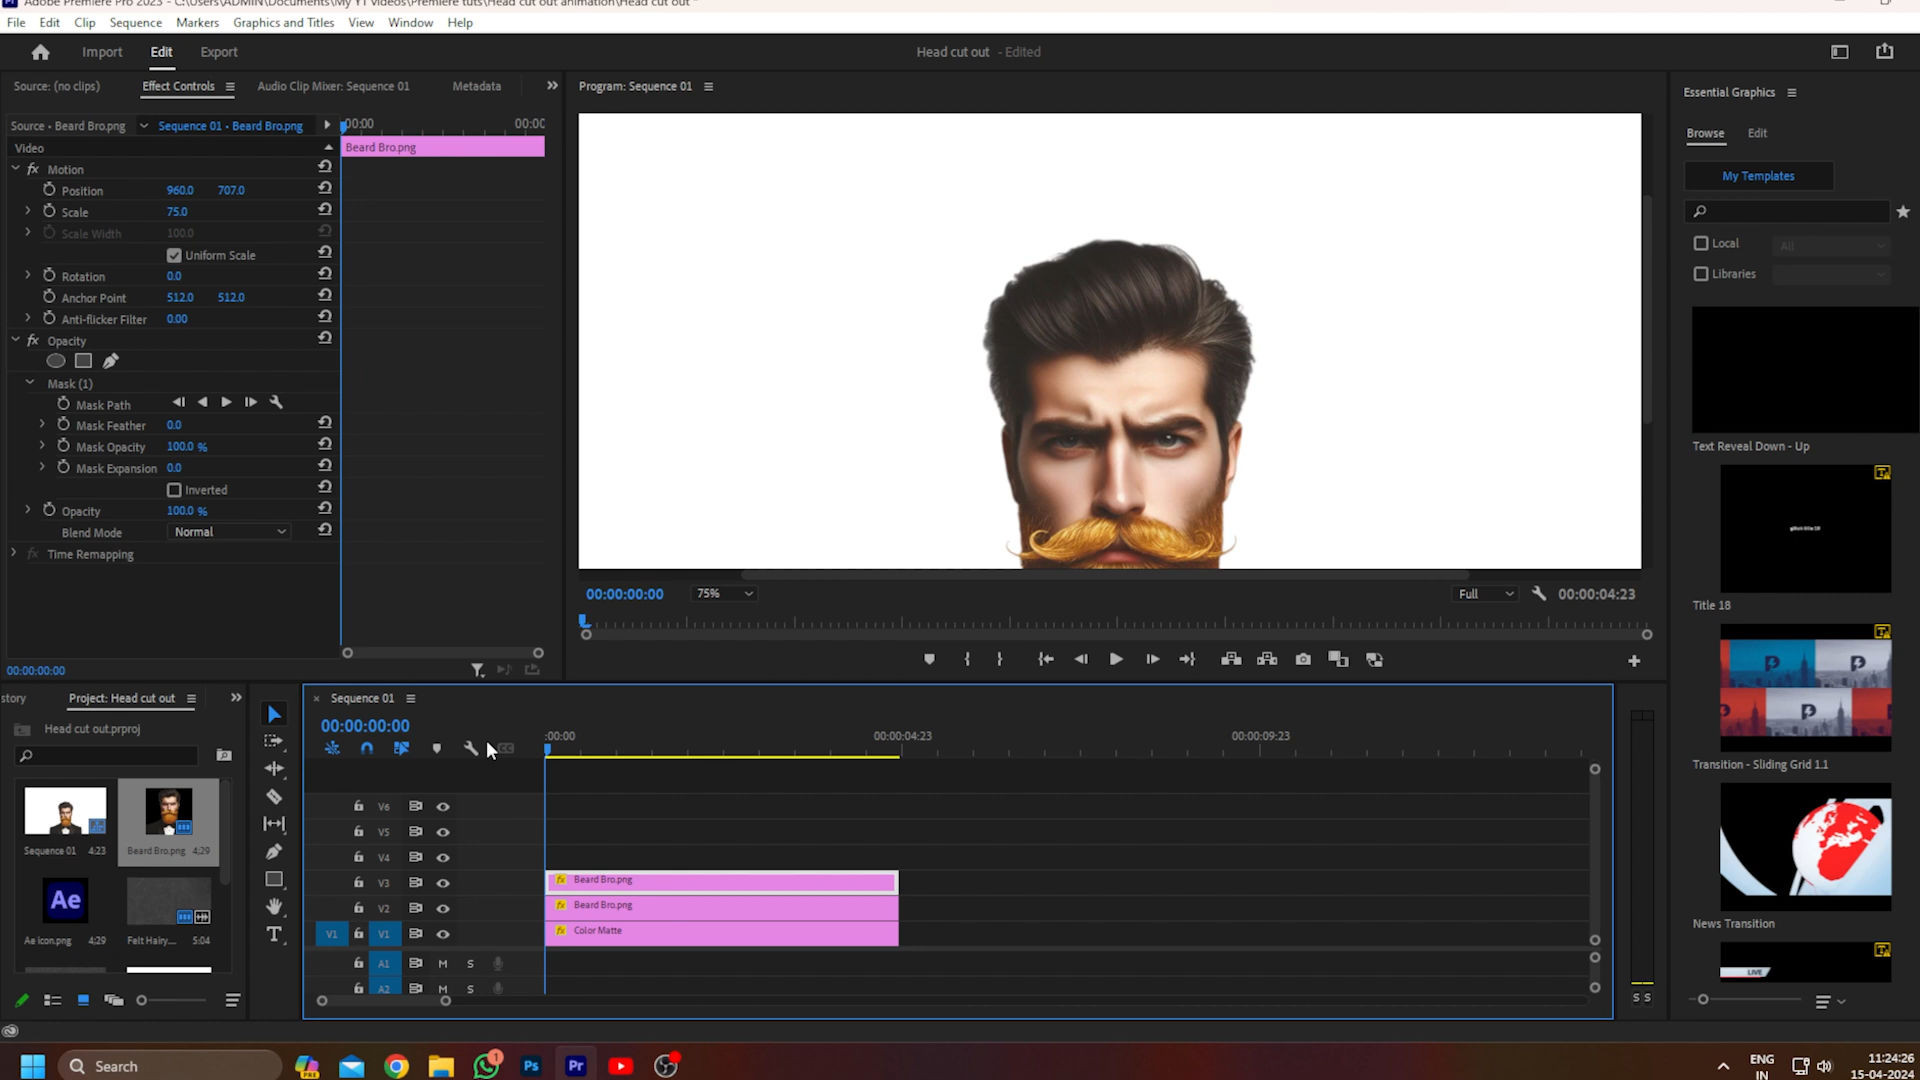 Adobe Premiere Pro 2023 - C:\Users\ADMIN\Documents\My YT Videos\Premiere tuts\Head cut out animation\Head cut out *
File Edit Clip Sequence Markers Graphics and Titles View Window Help
Import Edit Export
Head cut out - Edited
Source: (no clips) Effect Controls Audio Clip Mixer: Sequence 01 Metadata
Source • Beard Bro.png Sequence 01 • Beard Bro.png
:00:00 00:00
Video
Beard Bro.png
fx Motion
Position 960.0 707.0
Scale 75.0
Scale Width 100.0
Uniform Scale
Rotation 0.0
Anchor Point 512.0 512.0
Anti-flicker Filter 0.00
fx Opacity
Mask (1)
Mask Path
Mask Feather 0.0
Mask Opacity 100.0 %
Mask Expansion 0.0
Inverted
Opacity 100.0 %
Blend Mode Normal
fx Time Remapping
00:00:00:00
Program: Sequence 01
00:00:00:00 75% Full 00:00:04:23
Essential Graphics
Browse Edit
My Templates
Local All
Libraries
Text Reveal Down - Up
Title 18
Transition - Sliding Grid 1.1
News Transition
LIVE
story Project: Head cut out
Head cut out.prproj
Sequence 01 4:23
Beard Bro.png 4;29
Ae
Ae icon.png 4;29
Felt Hairy... 5:04
Sequence 01
00:00:00:00
:00:00 00:00:04:23 00:00:09:23
V6
V5
V4
V3 fx Beard Bro.png
V2 fx Beard Bro.png
V1 V1 fx Color Matte
A1 M S
A2 M S
S S
Search
1
Ps
Pr
ENG
IN
11:24:26
15-04-2024